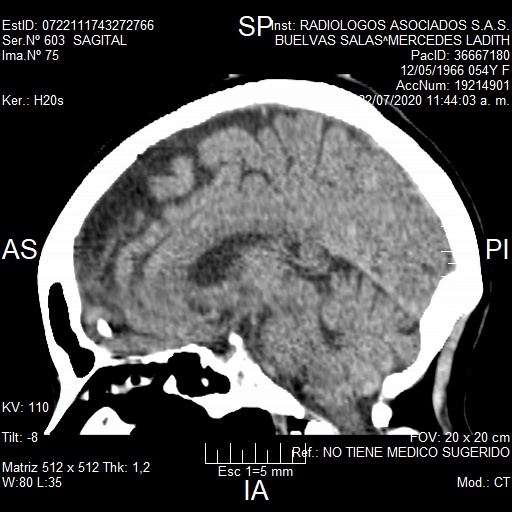 EstID: 0722111743272766
Ser.Nº 603  SAGITAL
Ima.Nº 75
Ker.: H20s
SP
Inst: RADIOLOGOS ASOCIADOS S.A.S.
BUELVAS SALAS^MERCEDES LADITH
PacID: 36667180
12/05/1966 054Y F
AccNum: 19214901
22/07/2020 11:44:03 a. m.
AS
PI
KV: 110
Tilt: -8
Matriz 512 x 512 Thk: 1,2
W:80 L:35
Esc 1=5 mm
IA
FOV: 20 x 20 cm
Ref.: NO TIENE MEDICO SUGERIDO
Mod.: CT